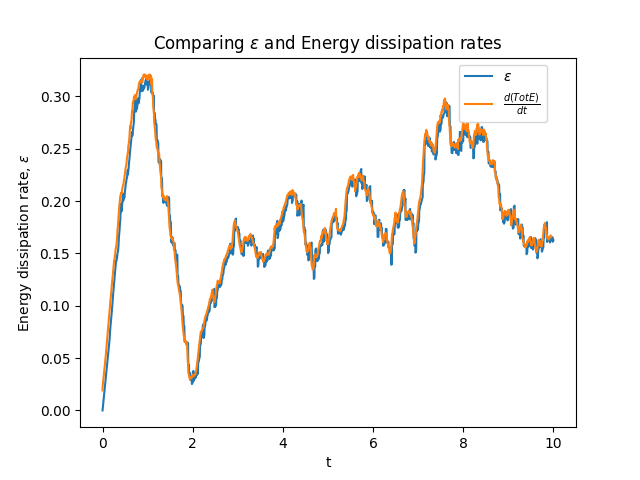 Comparing ε and Energy dissipation rates
ε
d(TotE)/dt
Energy dissipation rate, ε
0.30
0.25
0.20
0.15
0.10
0.05
0.00
0 2 4 6 8 10
t